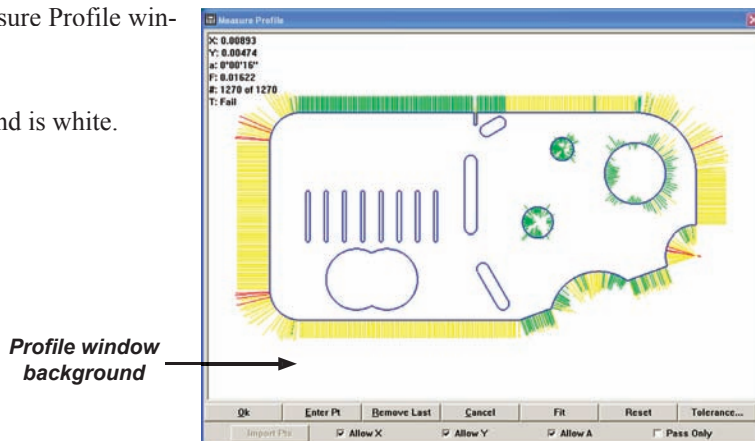 sure Profile win-
nd is white.
Measure Profile
X: 0.00893
Y: 0.00474
a: 0°00'16"
F: 0.01622
#: 1270 of 1270
T: Fail
Profile window
background
Ok Enter Pt Remove Last Cancel Fit Reset Tolerance...
Import Pts Allow X Allow Y Allow A Pass Only